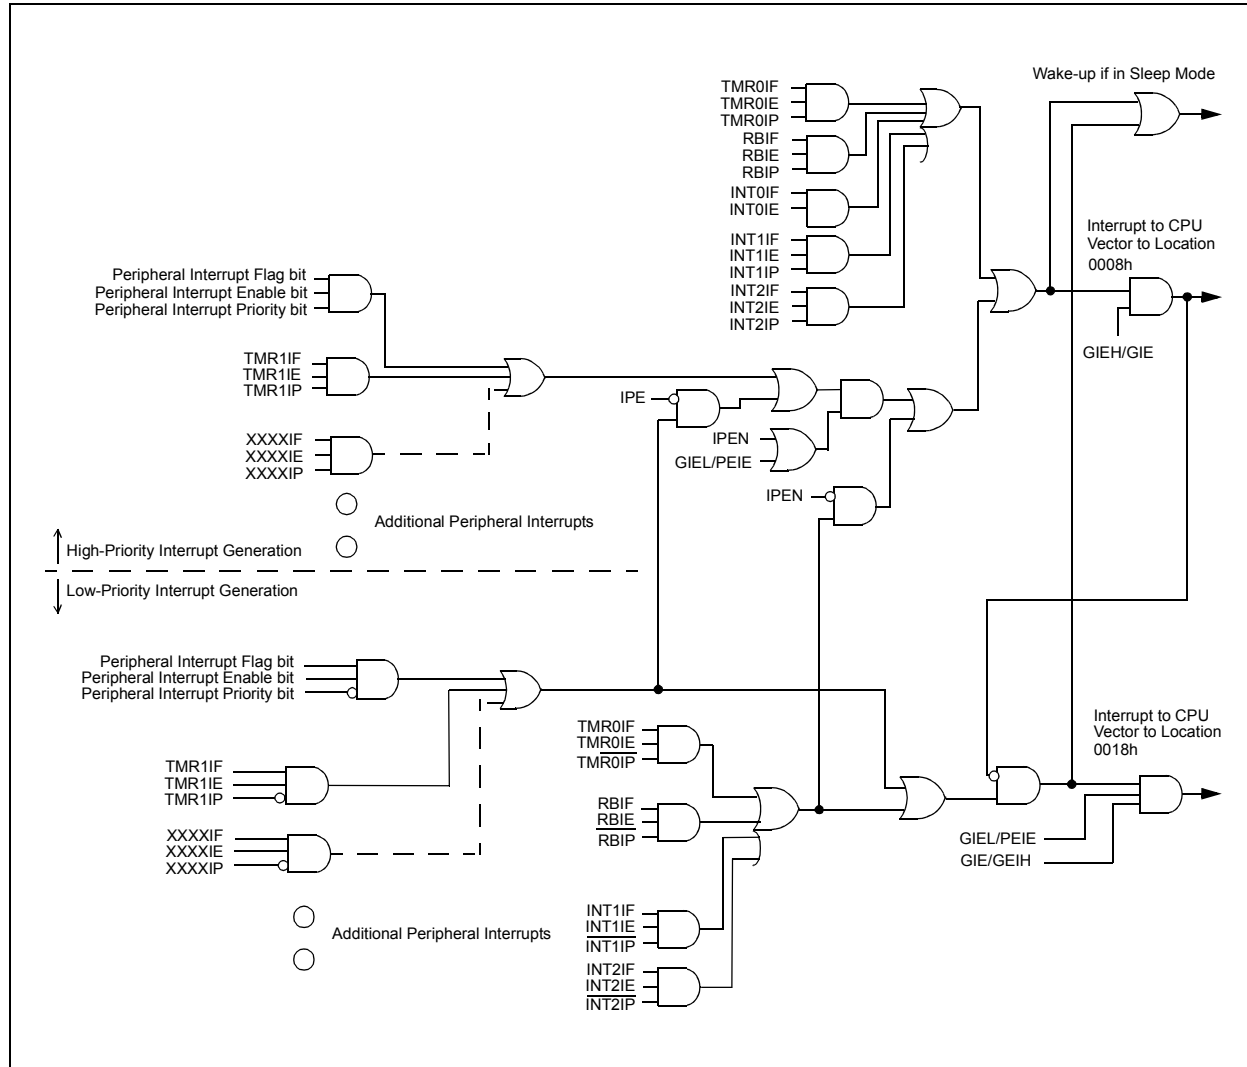 Wake-up if in Sleep Mode
TMR0IF
TMR0IE
TMR0IP
RBIF
RBIE
RBIP
INT0IF
INT0IE
INT1IF
INT1IE
INT1IP
INT2IF
INT2IE
INT2IP
Interrupt to CPU
Vector to Location
0008h
GIEH/GIE
Peripheral Interrupt Flag bit
Peripheral Interrupt Enable bit
Peripheral Interrupt Priority bit
TMR1IF
TMR1IE
TMR1IP
XXXXIF
XXXXIE
XXXXIP
IPE
IPEN
GIEL/PEIE
IPEN
Additional Peripheral Interrupts
High-Priority Interrupt Generation
Low-Priority Interrupt Generation
Peripheral Interrupt Flag bit
Peripheral Interrupt Enable bit
Peripheral Interrupt Priority bit
TMR1IF
TMR1IE
TMR1IP
XXXXIF
XXXXIE
XXXXIP
Additional Peripheral Interrupts
TMR0IF
TMR0IE
TMR0IP
RBIF
RBIE
RBIP
INT1IF
INT1IE
INT1IP
INT2IF
INT2IE
INT2IP
Interrupt to CPU
Vector to Location
0018h
GIEL/PEIE
GIE/GEIH